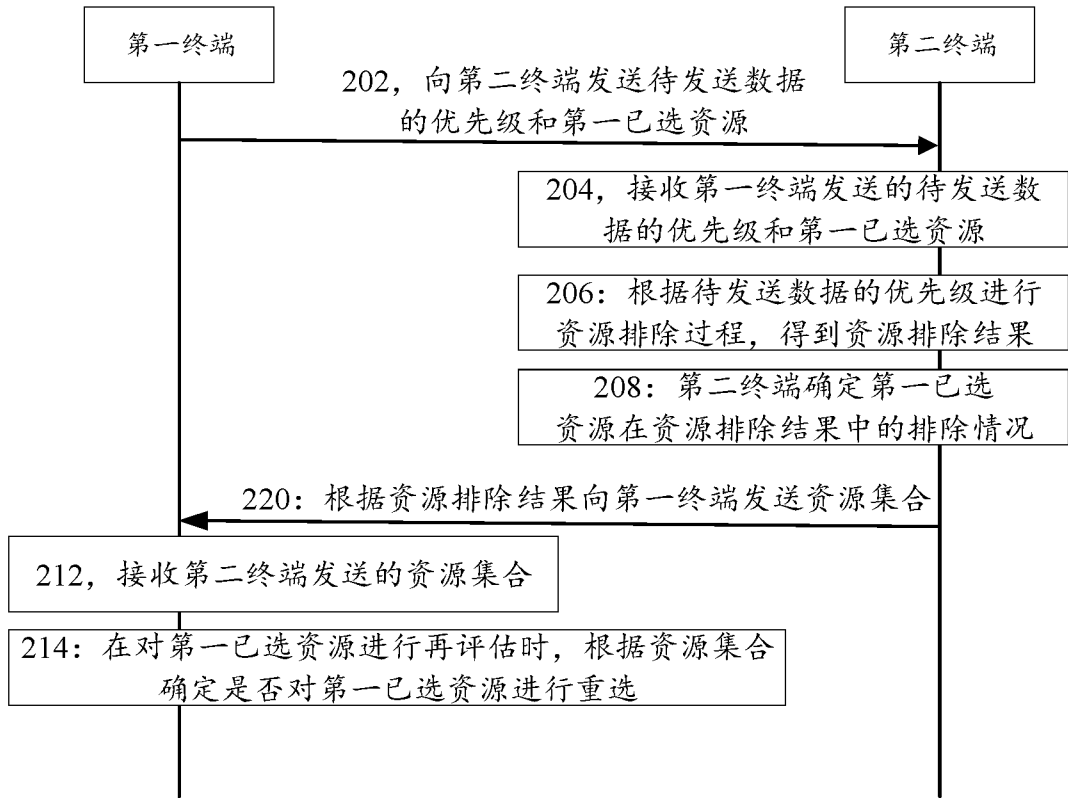 第一终端
第二终端
202，向第二终端发送待发送数据
的优先级和第一已选资源
204，接收第一终端发送的待发送数
据的优先级和第一已选资源
206：根据待发送数据的优先级进行
资源排除过程，得到资源排除结果
208：第二终端确定第一已选
资源在资源排除结果中的排除情况
220：根据资源排除结果向第一终端发送资源集合
212，接收第二终端发送的资源集合
214：在对第一已选资源进行再评估时，根据资源集合
确定是否对第一已选资源进行重选